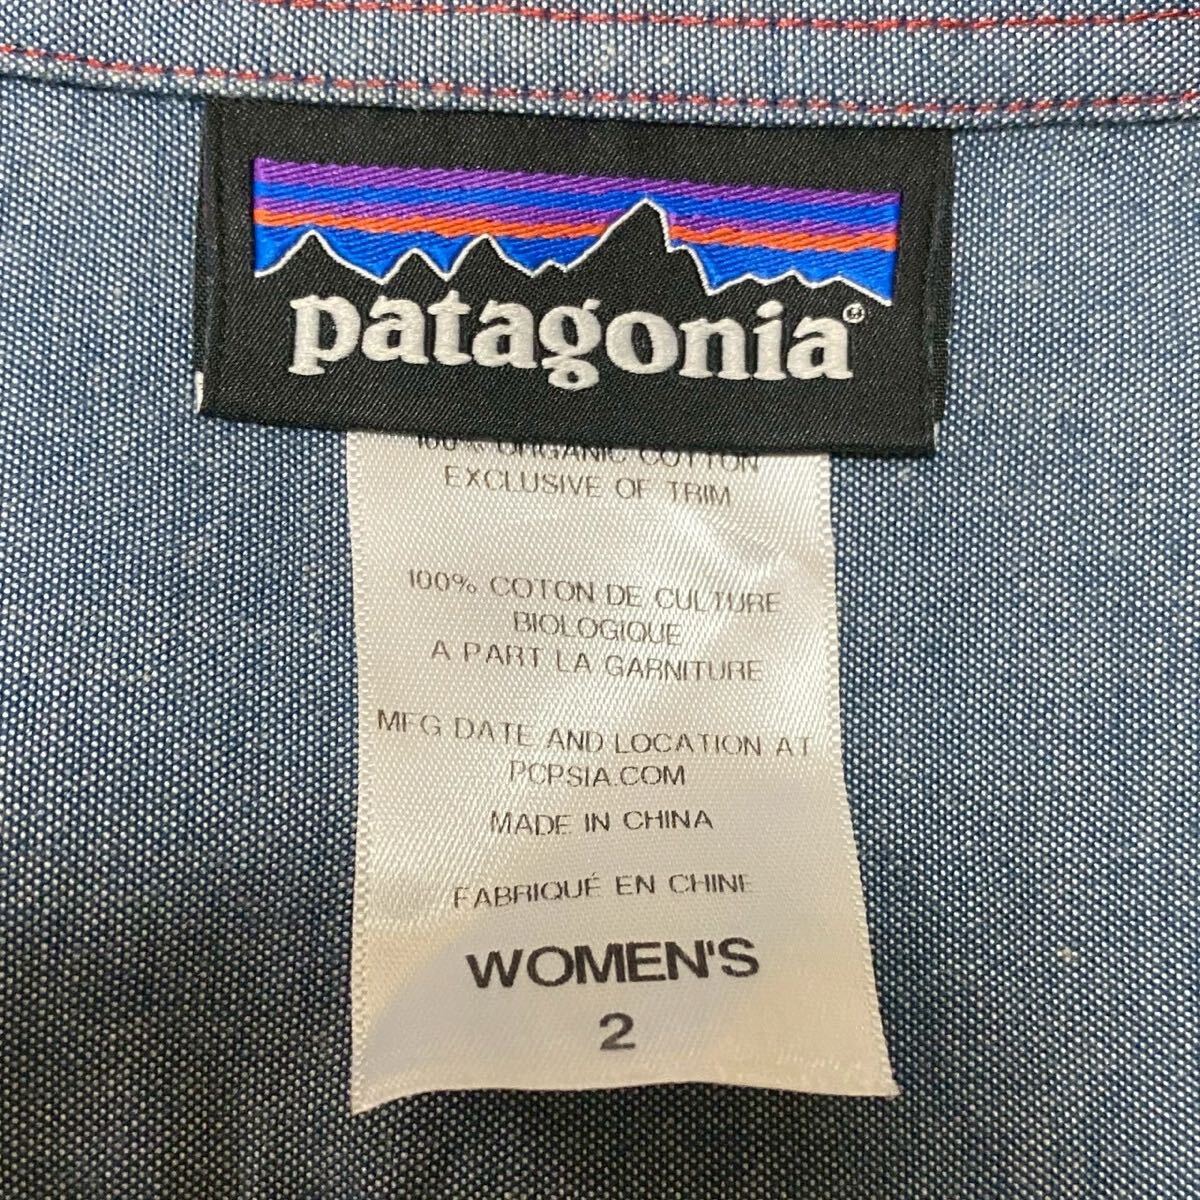 patagonia®
100% ORGANIC COTTON
EXCLUSIVE OF TRIM
100% COTON DE CULTURE
BIOLOGIQUE
A PART LA GARNITURE
MFG DATE AND LOCATION AT
PCPSIA.COM
MADE IN CHINA
FABRIQUÉ EN CHINE
WOMEN'S
2